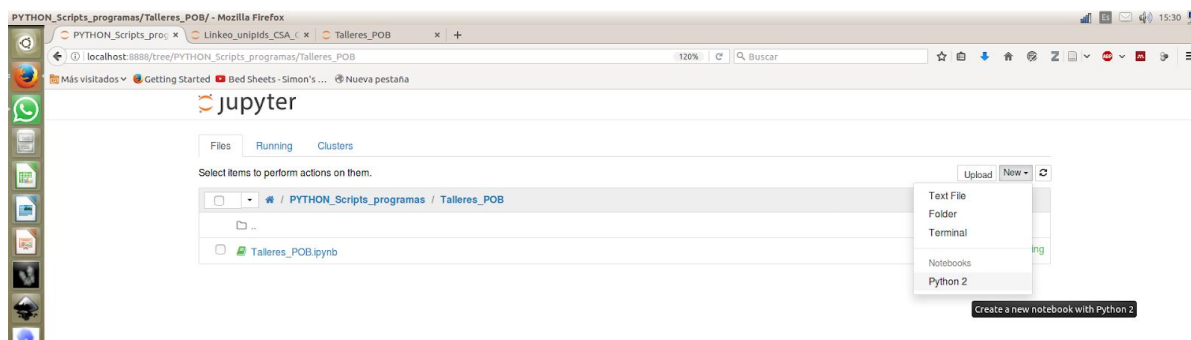 PYTHON_Scripts_programas/Talleres_POB/ - Mozilla Firefox
Es 15:30
PYTHON_Scripts_prog × Linkeo_unipIds_CSA_( × Talleres_POB × +
localhost:8888/tree/PYTHON_Scripts_programas/Talleres_POB 120% Buscar
Más visitados Getting Started Bed Sheets - Simon's ... Nueva pestaña
jupyter
Files Running Clusters
Select items to perform actions on them.
Upload New
/ PYTHON_Scripts_programas / Talleres_POB
..
Talleres_POB.ipynb
ing
Text File
Folder
Terminal
Notebooks
Python 2
Create a new notebook with Python 2